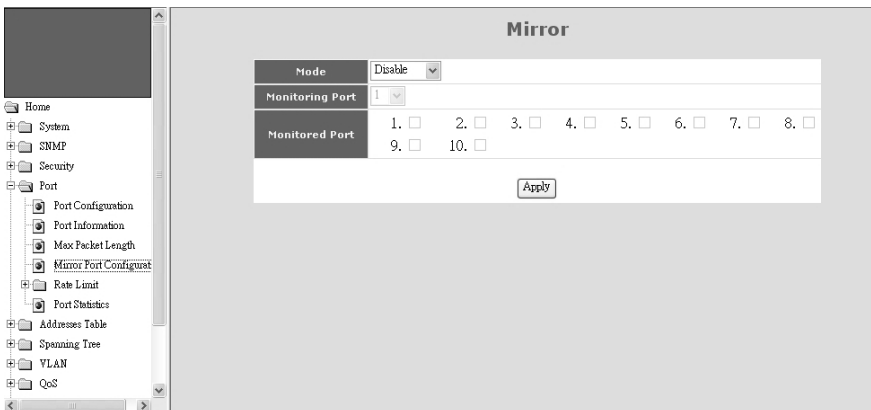 Home
System
SNMP
Security
Port
Port Configuration
Port Information
Max Packet Length
Mirror Port Configurat
Rate Limit
Port Statistics
Addresses Table
Spanning Tree
VLAN
QoS
Mirror
Mode Disable
Monitoring Port 1
Monitored Port 1. 2. 3. 4. 5. 6. 7. 8.
9. 10.
Apply